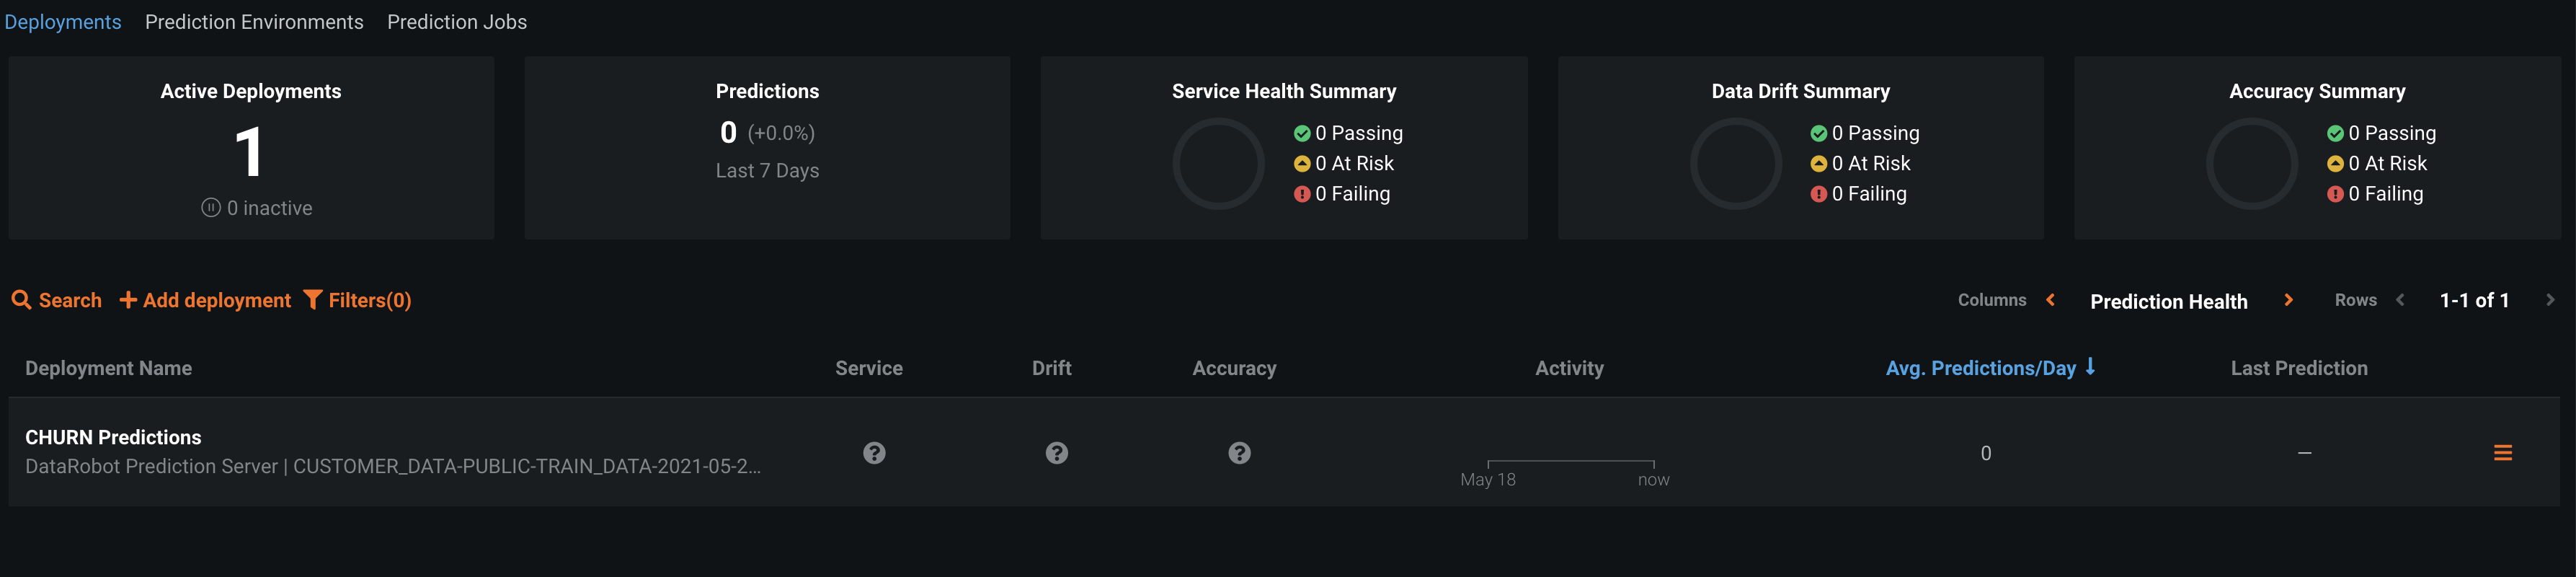 Deployments Prediction Environments Prediction Jobs
Active Deployments
1
0 inactive
Predictions
0 (+0.0%)
Last 7 Days
Service Health Summary
0 Passing
0 At Risk
0 Failing
Data Drift Summary
0 Passing
0 At Risk
0 Failing
Accuracy Summary
0 Passing
0 At Risk
0 Failing
Search Add deployment Filters(0) Columns Prediction Health Rows 1-1 of 1
Deployment Name Service Drift Accuracy Activity Avg. Predictions/Day Last Prediction
CHURN Predictions
DataRobot Prediction Server | CUSTOMER_DATA-PUBLIC-TRAIN_DATA-2021-05-2...
? ? ? May 18 now 0 —